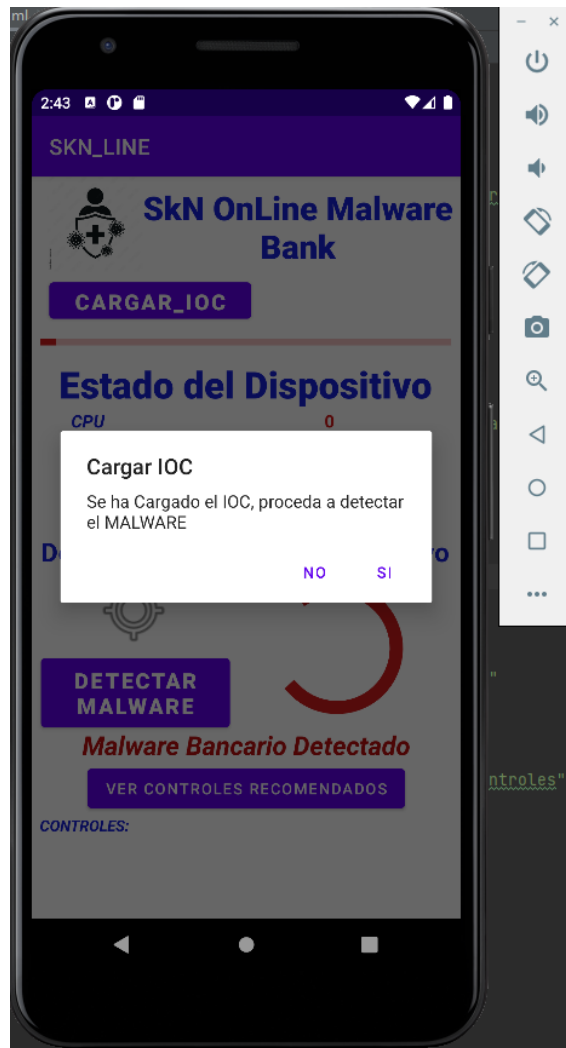 ml
2:43
SKN_LINE
SkN OnLine Malware
Bank
CARGAR_IOC
Estado del Dispositivo
CPU 0
Cargar IOC
Se ha Cargado el IOC, proceda a detectar
el MALWARE
NO SI
DETECTAR
MALWARE
"
Malware Bancario Detectado
VER CONTROLES RECOMENDADOS
ntroles"
CONTROLES: